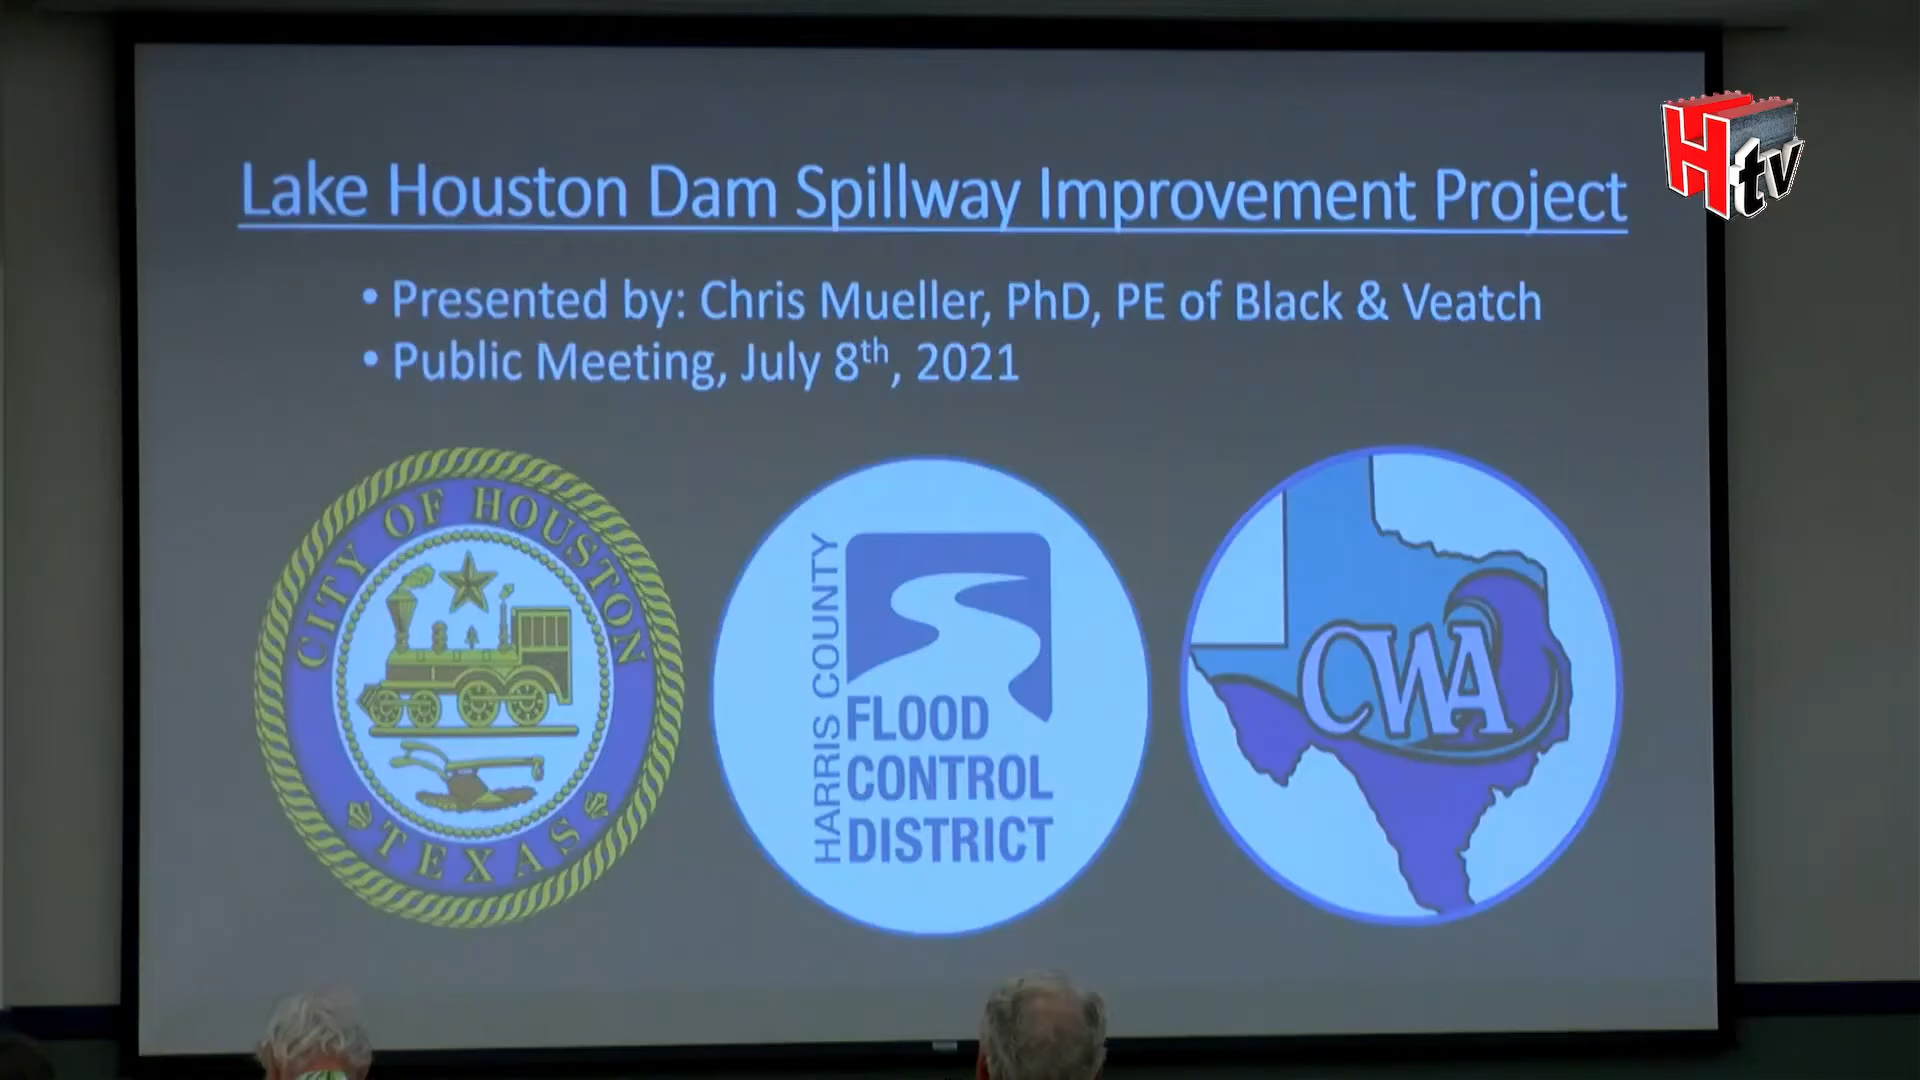 Lake Houston Dam Spillway Improvement Project
• Presented by: Chris Mueller, PhD, PE of Black & Veatch
• Public Meeting, July 8th, 2021
Htv
CITY OF HOUSTON
TEXAS
HARRIS COUNTY
FLOOD
CONTROL
DISTRICT
CWA